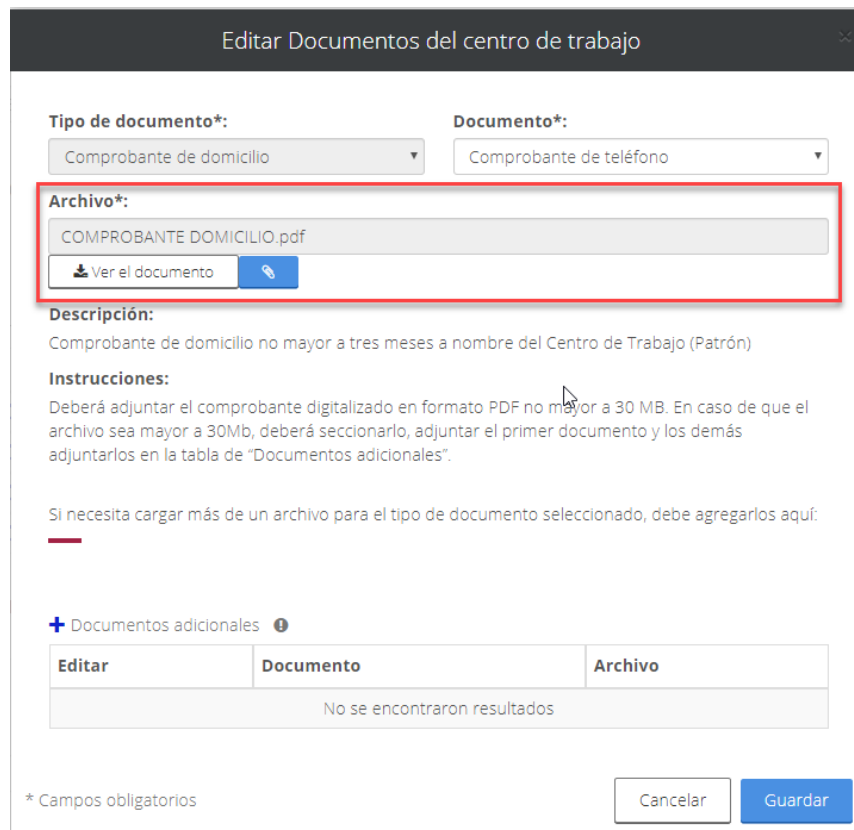 Editar Documentos del centro de trabajo
×
Tipo de documento*: Documento*:
Comprobante de domicilio Comprobante de teléfono
Archivo*:
COMPROBANTE DOMICILIO.pdf
Ver el documento
Descripción:
Comprobante de domicilio no mayor a tres meses a nombre del Centro de Trabajo (Patrón)
Instrucciones:
Deberá adjuntar el comprobante digitalizado en formato PDF no mayor a 30 MB. En caso de que el
archivo sea mayor a 30Mb, deberá seccionarlo, adjuntar el primer documento y los demás
adjuntarlos en la tabla de “Documentos adicionales”.
Si necesita cargar más de un archivo para el tipo de documento seleccionado, debe agregarlos aquí:
+ Documentos adicionales
Editar Documento Archivo
No se encontraron resultados
* Campos obligatorios Cancelar Guardar